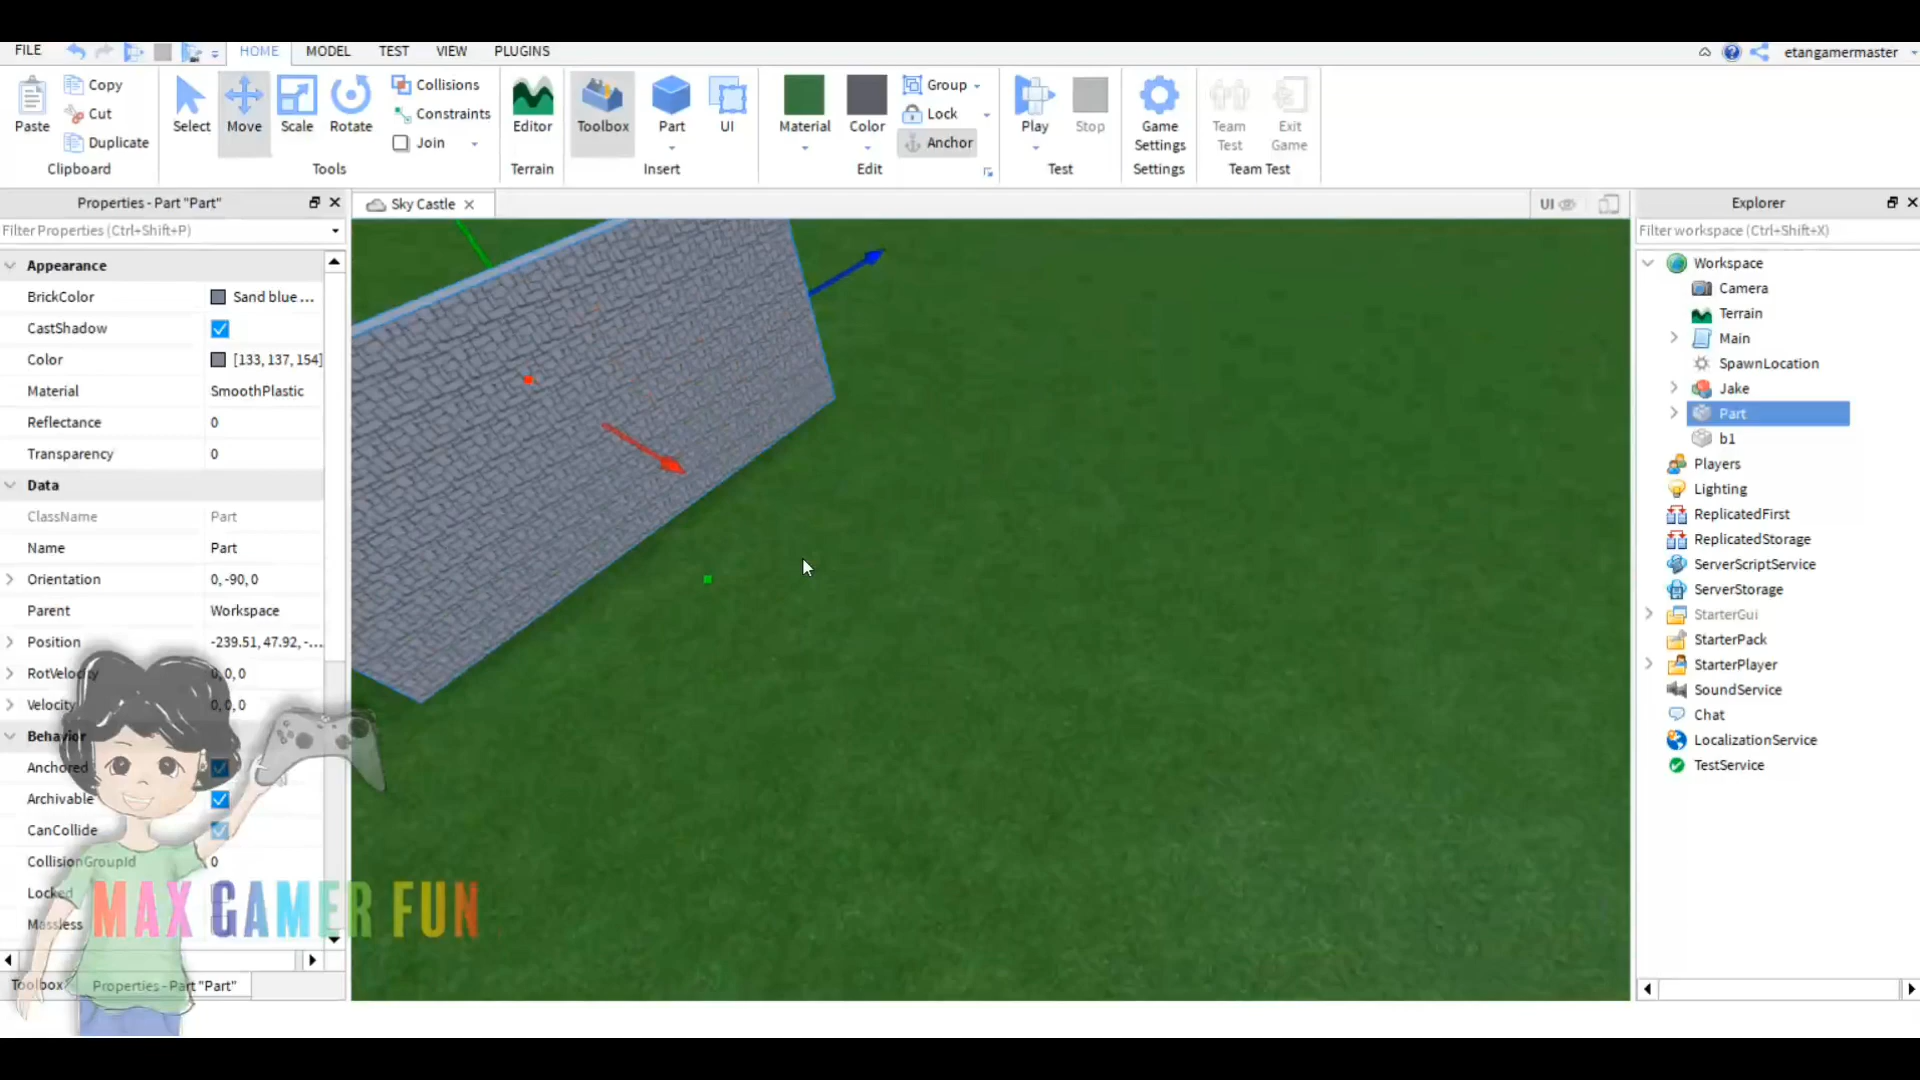 FILE HOME MODEL TEST VIEW PLUGINS etangamermaster
Paste Copy Cut Duplicate Clipboard
Select Move Scale Rotate Collisions Constraints Join Tools
Editor Terrain
Toolbox Part UI Insert
Material Color Group Lock Anchor Edit
Play Stop Test
Game Settings Settings
Team Test Exit Game Team Test
Properties - Part "Part"
Sky Castle
UI
Explorer
Filter Properties (Ctrl+Shift+P)
Filter workspace (Ctrl+Shift+X)
Appearance
BrickColor Sand blue ...
CastShadow
Color [133, 137, 154]
Material SmoothPlastic
Reflectance 0
Transparency 0
Data
ClassName Part
Name Part
Orientation 0, -90, 0
Parent Workspace
Position -239.51, 47.92, -...
RotVelocity 0, 0, 0
Velocity 0, 0, 0
Behavior
Anchored
Archivable
CanCollide
CollisionGroupId 0
Locked
Massless
MAX GAMER FUN
Toolbox Properties - Part "Part"
Workspace
Camera
Terrain
Main
SpawnLocation
Jake
Part
b1
Players
Lighting
ReplicatedFirst
ReplicatedStorage
ServerScriptService
ServerStorage
StarterGui
StarterPack
StarterPlayer
SoundService
Chat
LocalizationService
TestService